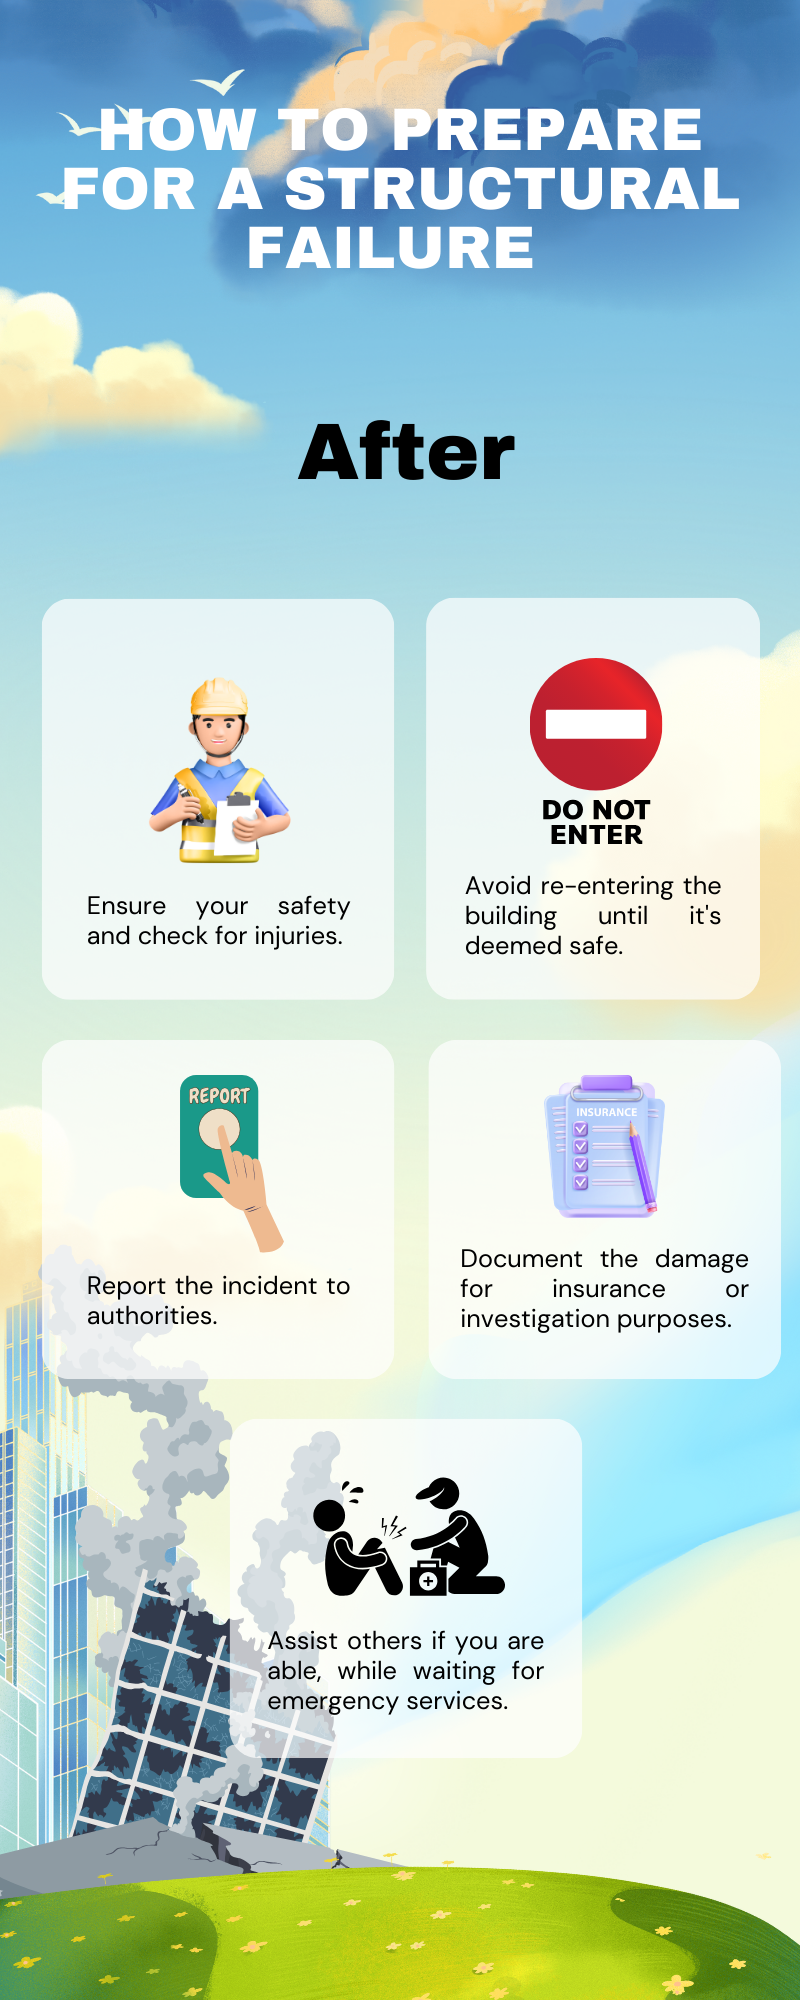 HOW TO PREPARE
FOR A STRUCTURAL
FAILURE
After
Ensure your safety
and check for injuries.
DO NOT
ENTER
Avoid re-entering the
building until it's
deemed safe.
REPORT
Report the incident to
authorities.
INSURANCE
Document the damage
for insurance or
investigation purposes.
Assist others if you are
able, while waiting for
emergency services.